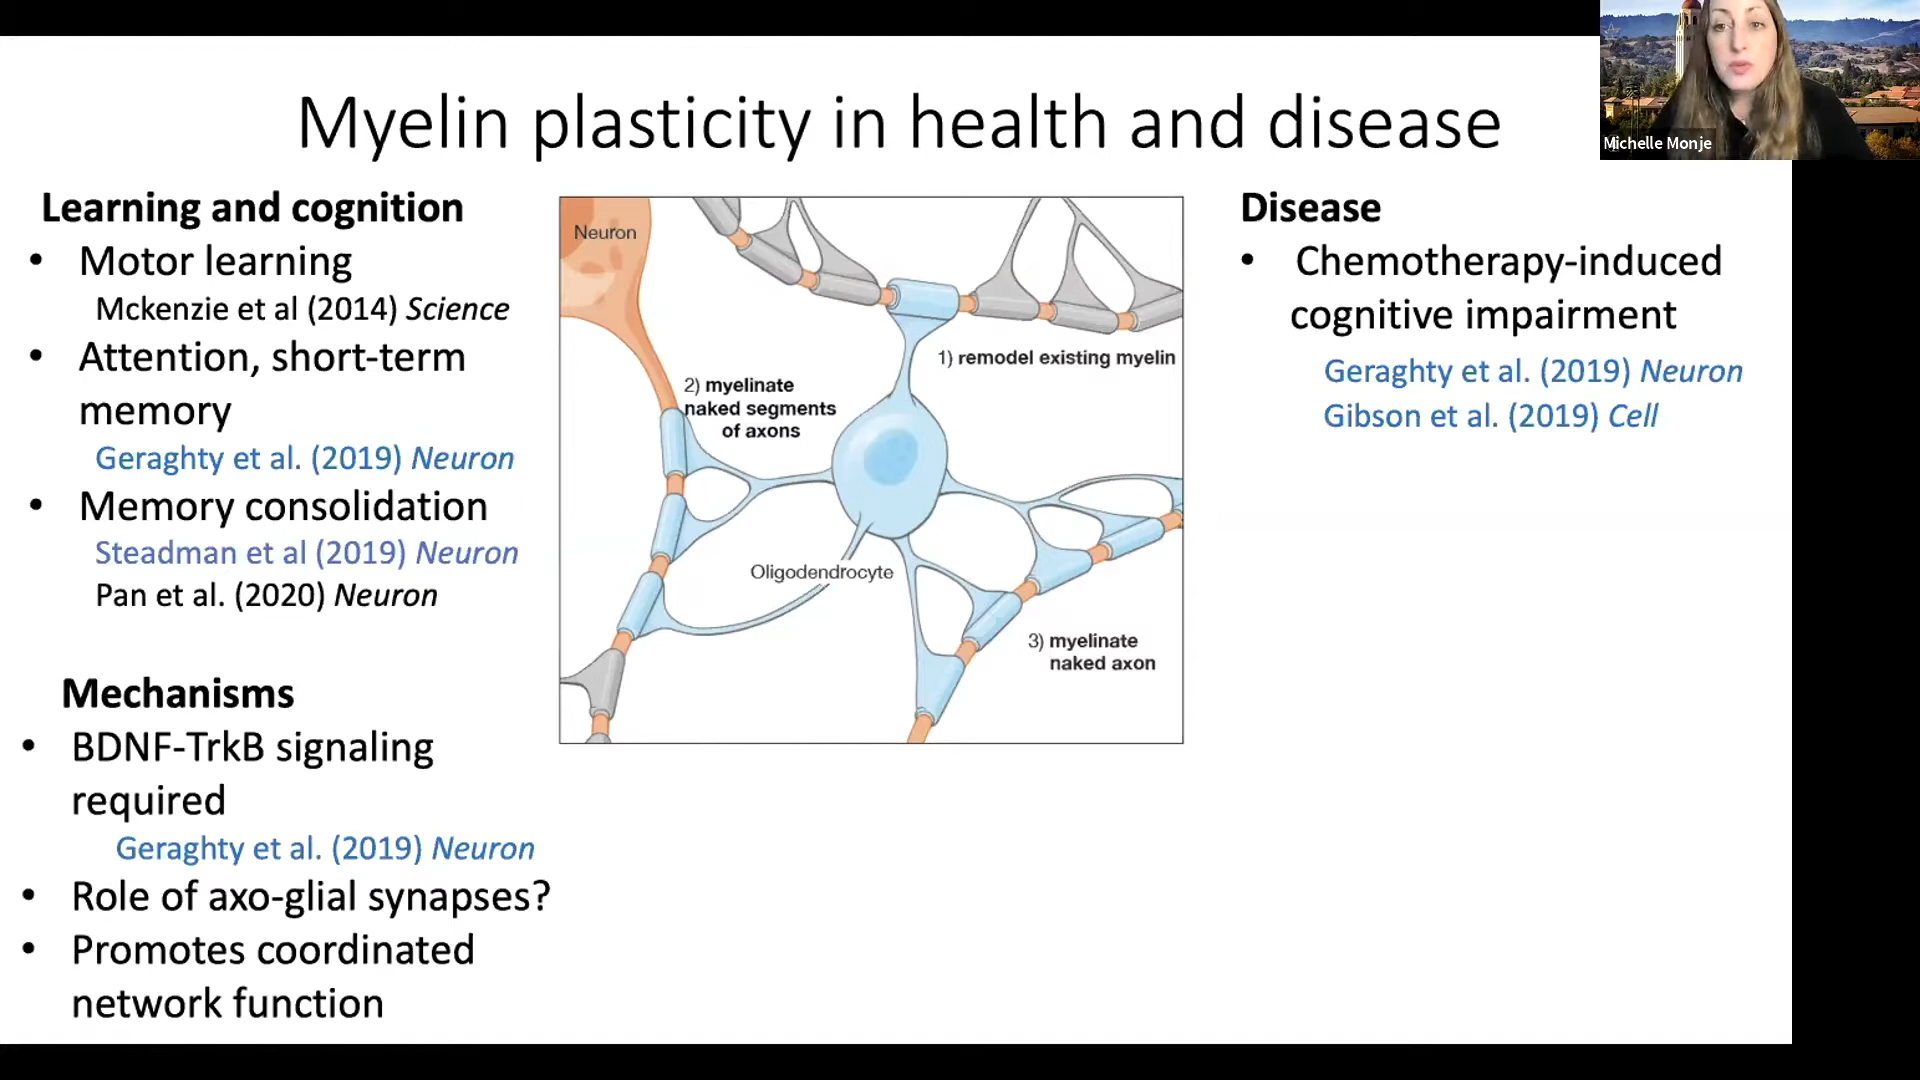 Myelin plasticity in health and disease
Michelle Monje
Learning and cognition
• Motor learning
Mckenzie et al (2014) Science
• Attention, short-term
memory
Geraghty et al. (2019) Neuron
• Memory consolidation
Steadman et al (2019) Neuron
Pan et al. (2020) Neuron
Mechanisms
• BDNF-TrkB signaling
required
Geraghty et al. (2019) Neuron
• Role of axo-glial synapses?
• Promotes coordinated
network function
Neuron
1) remodel existing myelin
2) myelinate
naked segments
of axons
Oligodendrocyte
3) myelinate
naked axon
Disease
• Chemotherapy-induced
cognitive impairment
Geraghty et al. (2019) Neuron
Gibson et al. (2019) Cell